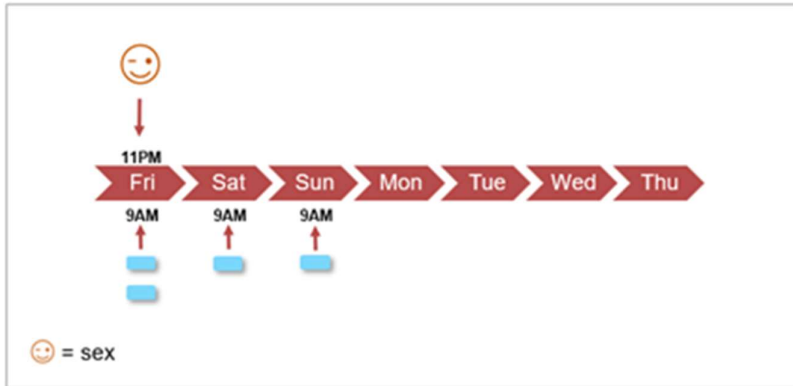 11PM
Fri Sat Sun Mon Tue Wed Thu
9AM 9AM 9AM
= sex